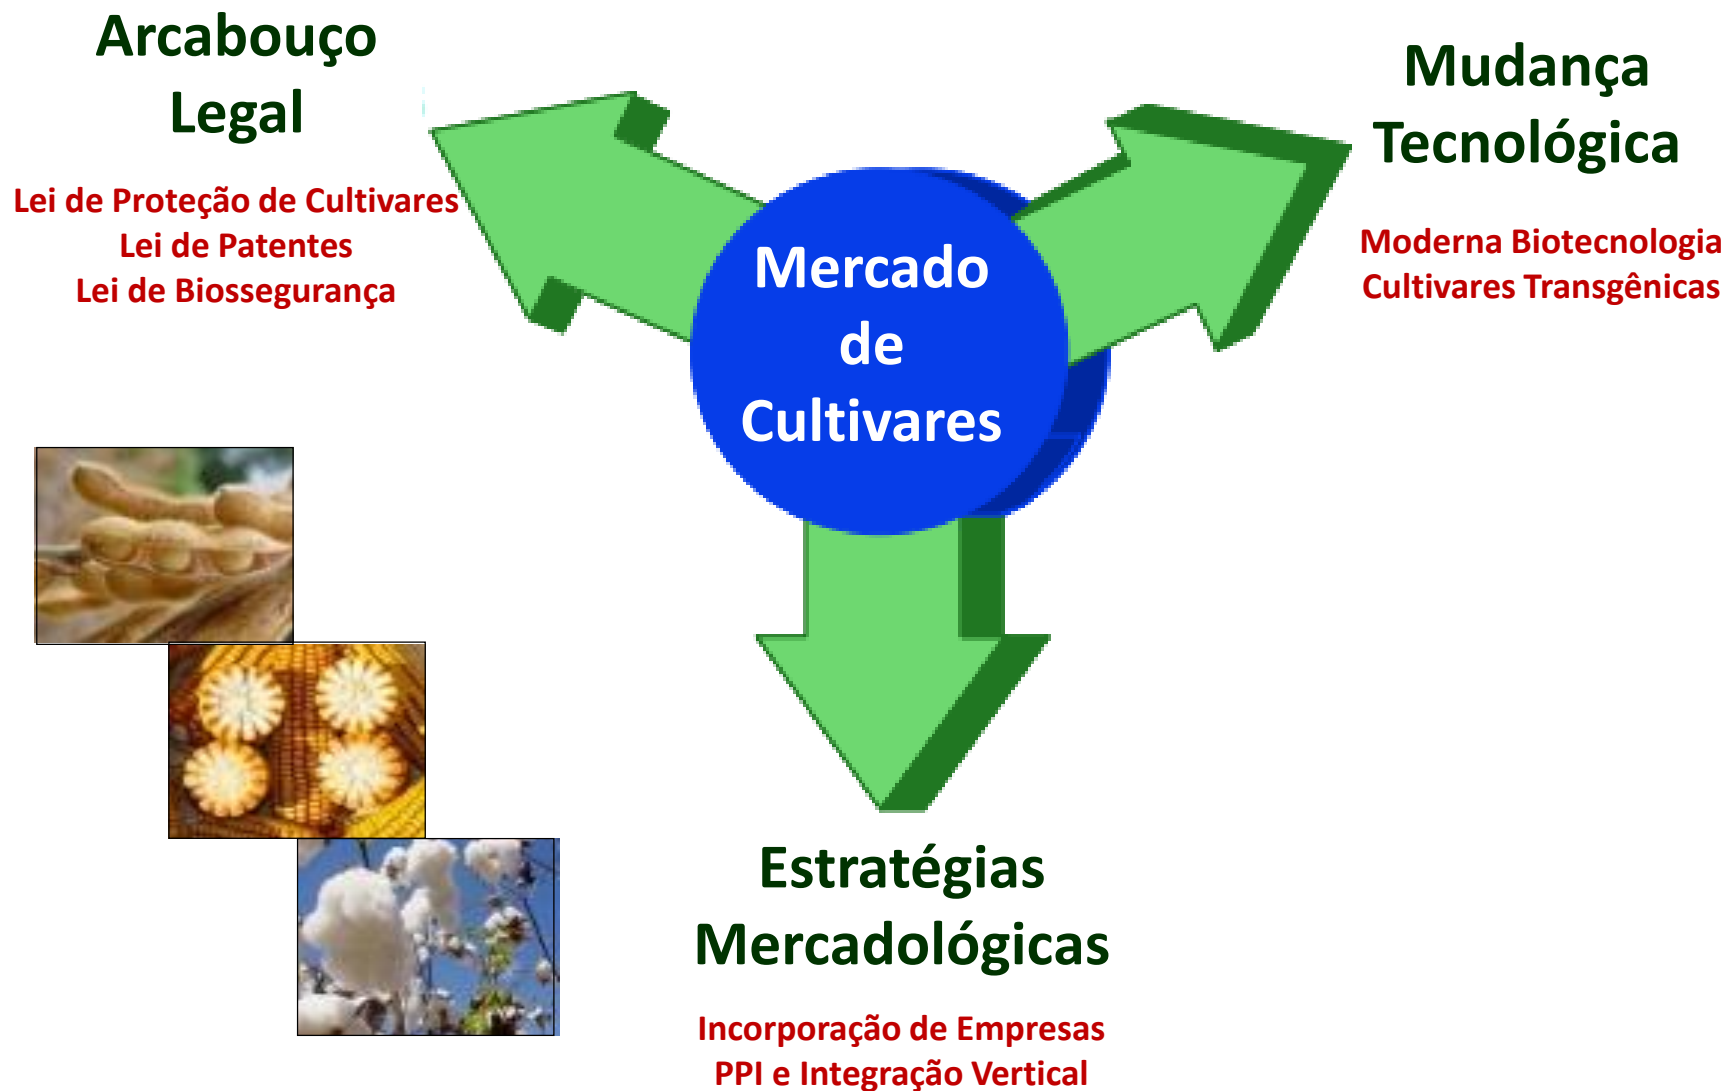 Arcabouço
Legal
Lei de Proteção de Cultivares
Lei de Patentes
Lei de Biossegurança
Mudança
Tecnológica
Moderna Biotecnologia
Cultivares Transgênicas
Mercado
de
Cultivares
Estratégias
Mercadológicas
Incorporação de Empresas
PPI e Integração Vertical